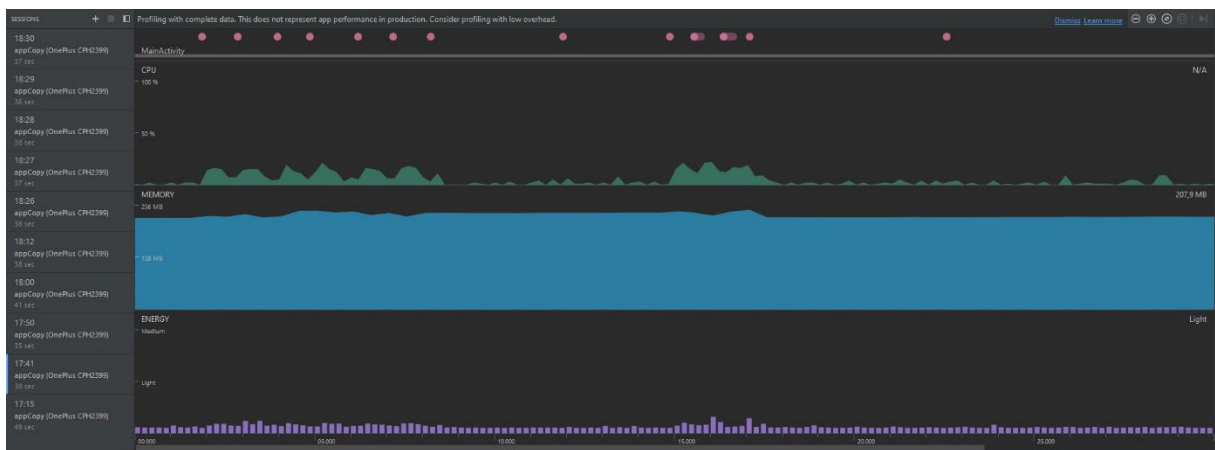 SESSIONS
Profiling with complete data. This does not represent app performance in production. Consider profiling with low overhead.
Dismiss Learn more
18:30
appCopy (OnePlus CPH2399)
37 sec
18:29
appCopy (OnePlus CPH2399)
36 sec
18:28
appCopy (OnePlus CPH2399)
38 sec
18:27
appCopy (OnePlus CPH2399)
37 sec
18:26
appCopy (OnePlus CPH2399)
38 sec
18:12
appCopy (OnePlus CPH2399)
38 sec
18:00
appCopy (OnePlus CPH2399)
41 sec
17:50
appCopy (OnePlus CPH2399)
35 sec
17:41
appCopy (OnePlus CPH2399)
38 sec
17:15
appCopy (OnePlus CPH2399)
49 sec
MainActivity
CPU
N/A
100 %
50 %
MEMORY
207,9 MB
256 MB
128 MB
ENERGY
Light
Medium
Light
00.000
05.000
10.000
15.000
20.000
25.000